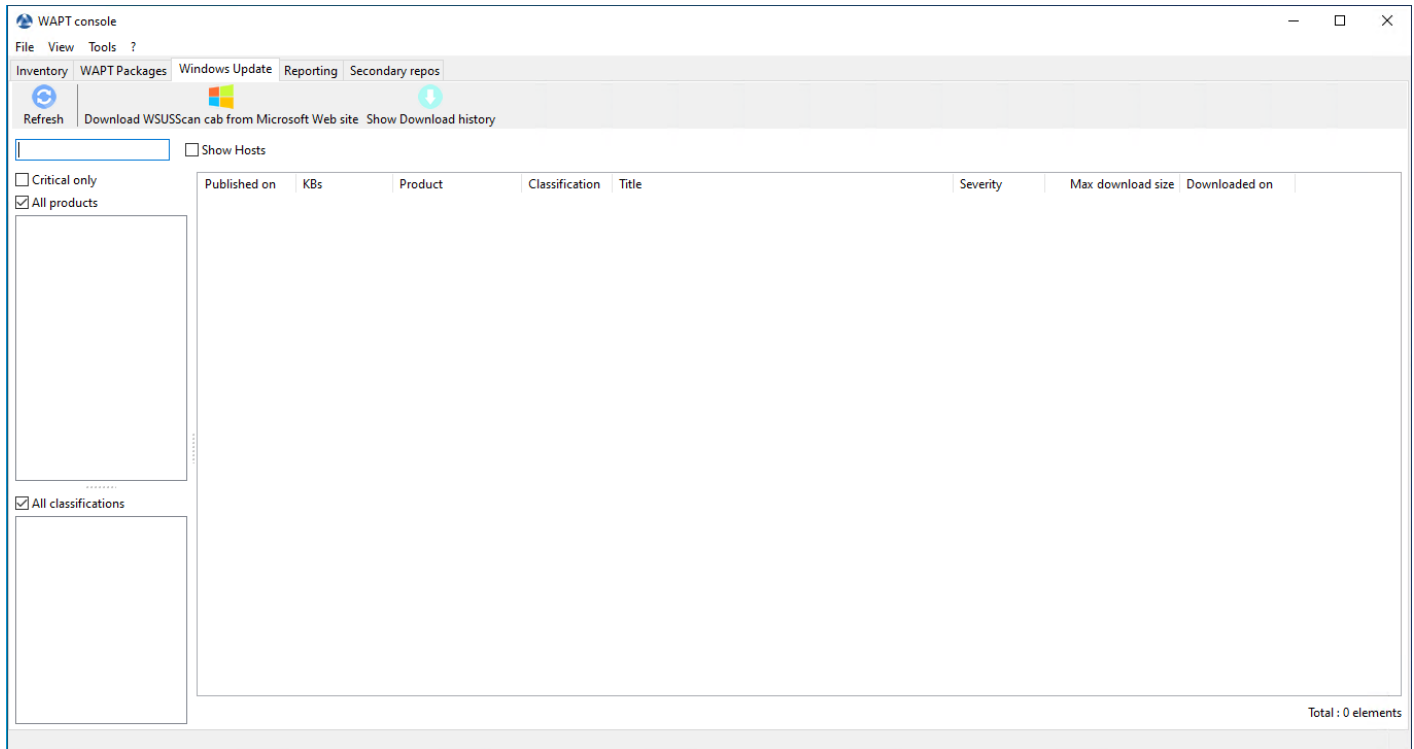 WAPT console
File View Tools ?
Inventory WAPT Packages Windows Update Reporting Secondary repos
Refresh Download WSUSScan cab from Microsoft Web site Show Download history
Show Hosts
Critical only
All products
Published on KBs Product Classification Title Severity Max download size Downloaded on
All classifications
Total : 0 elements